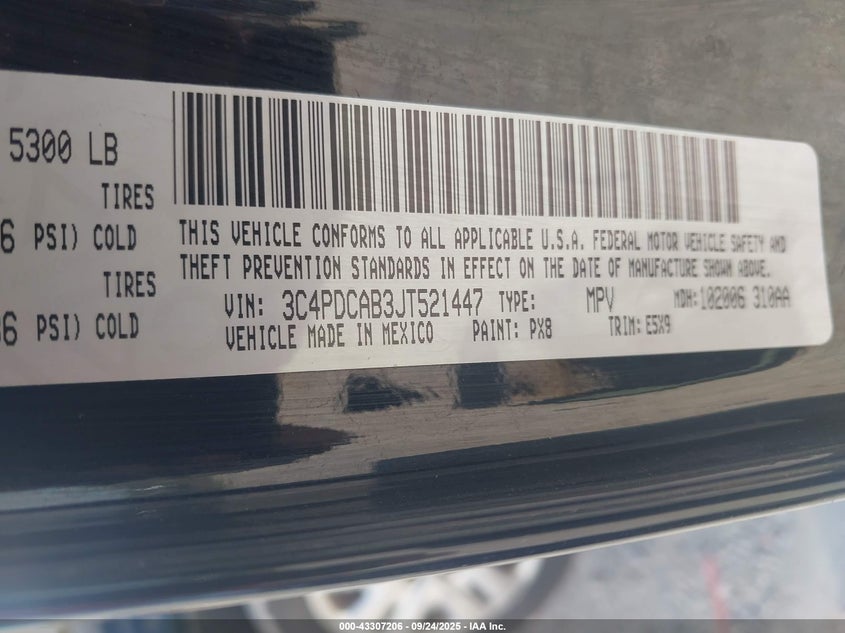 5300 LB
TIRES
6 PSI) COLD
TIRES
36 PSI) COLD
THIS VEHICLE CONFORMS TO ALL APPLICABLE U.S.A. FEDERAL MOTOR VEHICLE SAFETY AND
THEFT PREVENTION STANDARDS IN EFFECT ON THE DATE OF MANUFACTURE SHOWN ABOVE.
VIN: 3C4PDCAB3JT521447 TYPE: MPV MDH: 102006 310AA
VEHICLE MADE IN MEXICO PAINT: PX8 TRIM: E5X9
000-43307206 - 09/24/2025 - IAA Inc.